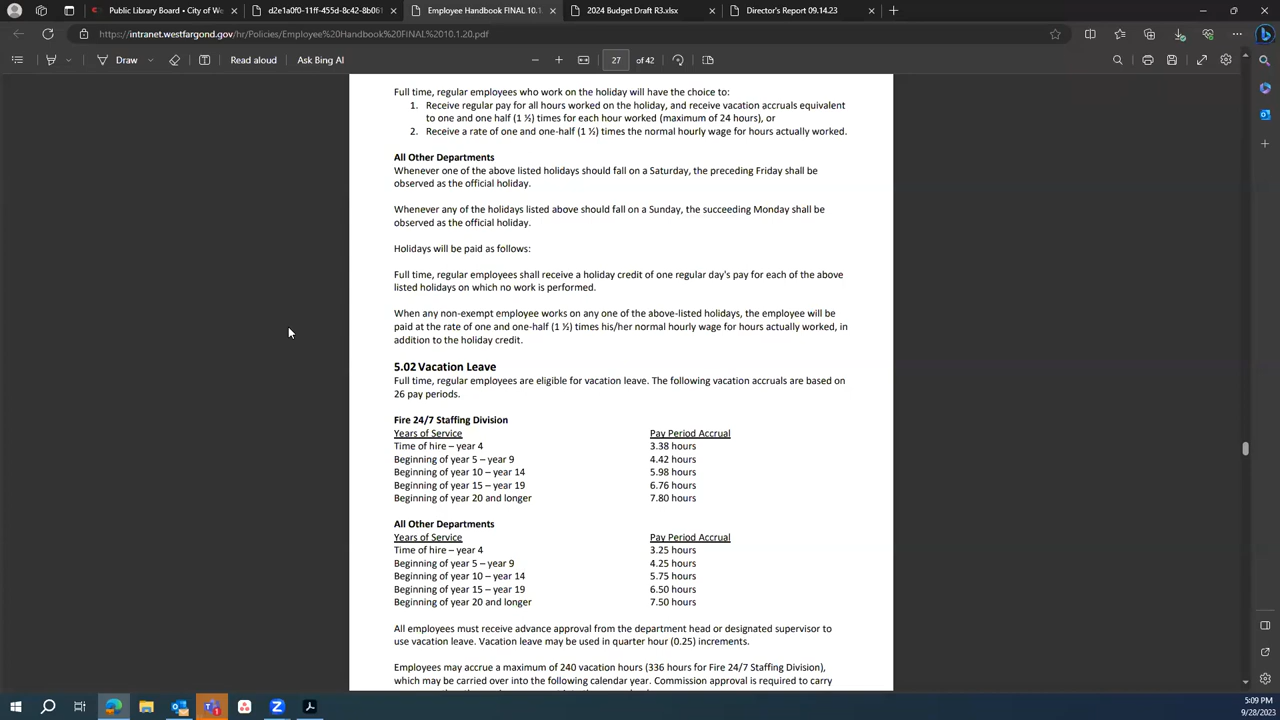 Public Library Board • City of We
d2e1a0f0-11ff-455d-8c42-8b061
Employee Handbook FINAL 10.1
2024 Budget Draft R3.xlsx
Director's Report 09.14.23
https://intranet.westfargond.gov/hr/Policies/Employee%20Handbook%20FINAL%2010.1.20.pdf
Draw
Read aloud
Ask Bing AI
27 of 42
Full time, regular employees who work on the holiday will have the choice to:
1. Receive regular pay for all hours worked on the holiday, and receive vacation accruals equivalent
to one and one half (1 ½) times for each hour worked (maximum of 24 hours), or
2. Receive a rate of one and one-half (1 ½) times the normal hourly wage for hours actually worked.
All Other Departments
Whenever one of the above listed holidays should fall on a Saturday, the preceding Friday shall be
observed as the official holiday.
Whenever any of the holidays listed above should fall on a Sunday, the succeeding Monday shall be
observed as the official holiday.
Holidays will be paid as follows:
Full time, regular employees shall receive a holiday credit of one regular day's pay for each of the above
listed holidays on which no work is performed.
When any non-exempt employee works on any one of the above-listed holidays, the employee will be
paid at the rate of one and one-half (1 ½) times his/her normal hourly wage for hours actually worked, in
addition to the holiday credit.
5.02 Vacation Leave
Full time, regular employees are eligible for vacation leave. The following vacation accruals are based on
26 pay periods.
Fire 24/7 Staffing Division
Years of Service Pay Period Accrual
Time of hire – year 4 3.38 hours
Beginning of year 5 – year 9 4.42 hours
Beginning of year 10 – year 14 5.98 hours
Beginning of year 15 – year 19 6.76 hours
Beginning of year 20 and longer 7.80 hours
All Other Departments
Years of Service Pay Period Accrual
Time of hire – year 4 3.25 hours
Beginning of year 5 – year 9 4.25 hours
Beginning of year 10 – year 14 5.75 hours
Beginning of year 15 – year 19 6.50 hours
Beginning of year 20 and longer 7.50 hours
All employees must receive advance approval from the department head or designated supervisor to
use vacation leave. Vacation leave may be used in quarter hour (0.25) increments.
Employees may accrue a maximum of 240 vacation hours (336 hours for Fire 24/7 Staffing Division),
which may be carried over into the following calendar year. Commission approval is required to carry
5:09 PM
9/28/2023